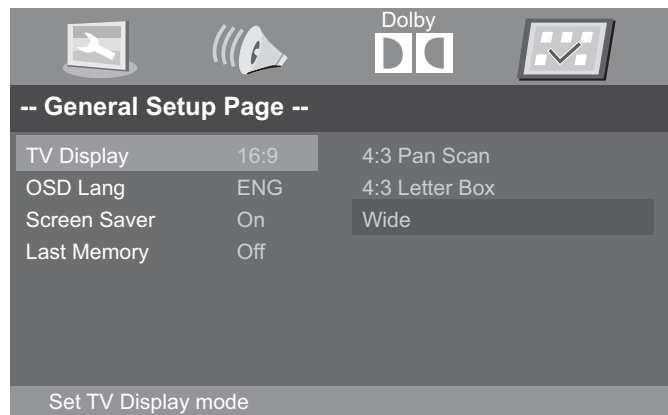 Dolby
-- General Setup Page --
TV Display 16:9 4:3 Pan Scan
OSD Lang ENG 4:3 Letter Box
Screen Saver On Wide
Last Memory Off
Set TV Display mode